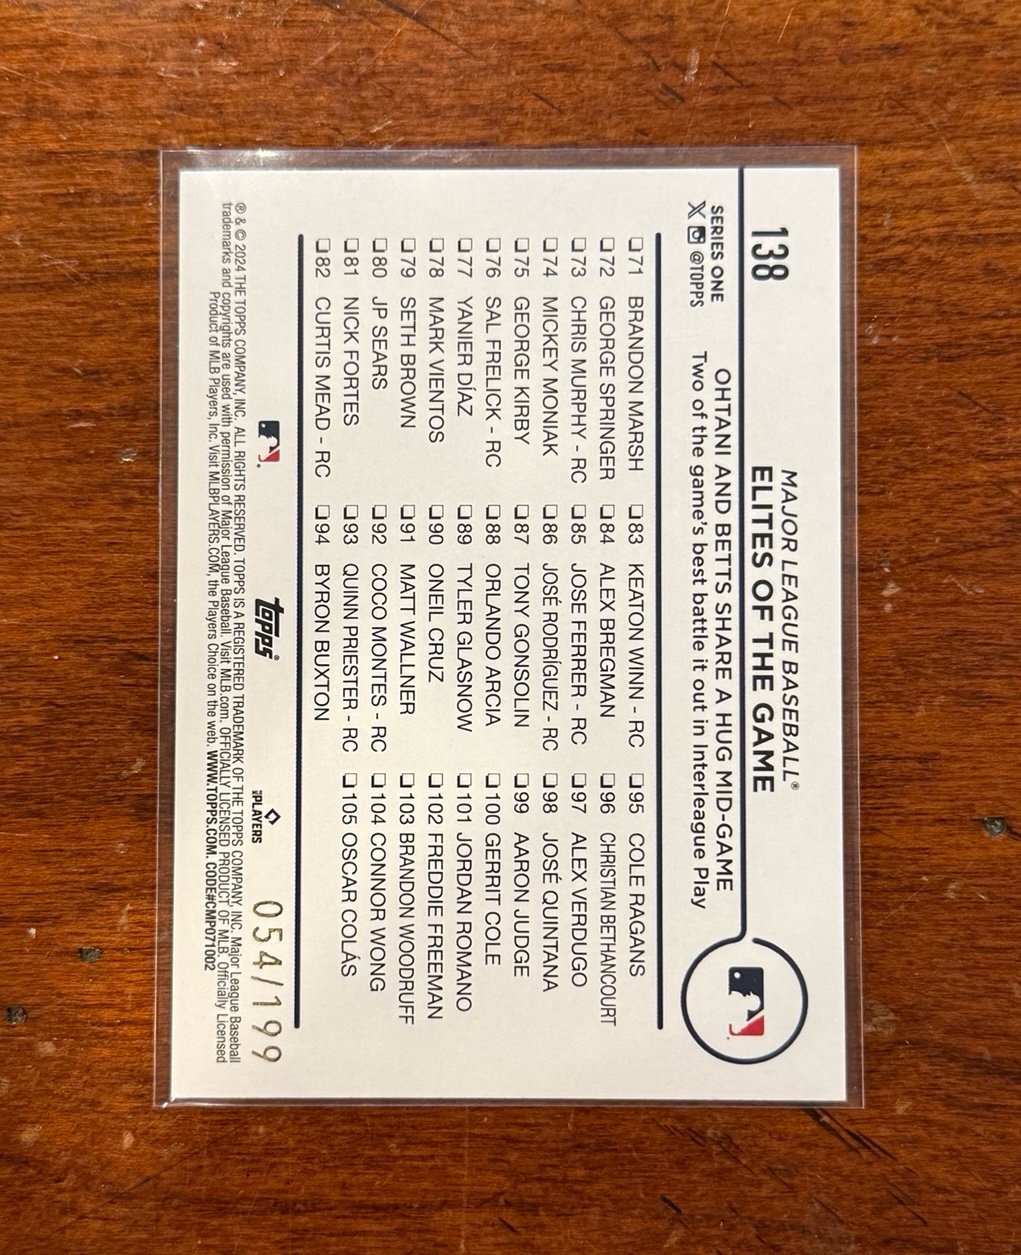 138
MAJOR LEAGUE BASEBALL®
ELITES OF THE GAME
SERIES ONE
@TOPPS
OHTANI AND BETTS SHARE A HUG MID-GAME
Two of the game's best battle it out in Interleague Play
❏71 BRANDON MARSH
❏72 GEORGE SPRINGER
❏73 CHRIS MURPHY - RC
❏74 MICKEY MONIAK
❏75 GEORGE KIRBY
❏76 SAL FRELICK - RC
❏77 YANIER DÍAZ
❏78 MARK VIENTOS
❏79 SETH BROWN
❏80 JP SEARS
❏81 NICK FORTES
❏82 CURTIS MEAD - RC
❏83 KEATON WINN - RC
❏84 ALEX BREGMAN
❏85 JOSE FERRER - RC
❏86 JOSÉ RODRÍGUEZ - RC
❏87 TONY GONSOLIN
❏88 ORLANDO ARCIA
❏89 TYLER GLASNOW
❏90 ONEIL CRUZ
❏91 MATT WALLNER
❏92 COCO MONTES - RC
❏93 QUINN PRIESTER - RC
❏94 BYRON BUXTON
❏95 COLE RAGANS
❏96 CHRISTIAN BETHANCOURT
❏97 ALEX VERDUGO
❏98 JOSÉ QUINTANA
❏99 AARON JUDGE
❏100 GERRIT COLE
❏101 JORDAN ROMANO
❏102 FREDDIE FREEMAN
❏103 BRANDON WOODRUFF
❏104 CONNOR WONG
❏105 OSCAR COLÁS
topps®
PLAYERS
054/199
® & © 2024 THE TOPPS COMPANY, INC. ALL RIGHTS RESERVED. TOPPS IS A REGISTERED TRADEMARK OF THE TOPPS COMPANY, INC. Major League Baseball
trademarks and copyrights are used with permission of Major League Baseball. Visit MLB.com. OFFICIALLY LICENSED PRODUCT OF MLB. Officially Licensed
Product of MLB Players, Inc. Visit MLBPLAYERS.COM, the Players Choice on the web. WWW.TOPPS.COM. CODE#CMP071002